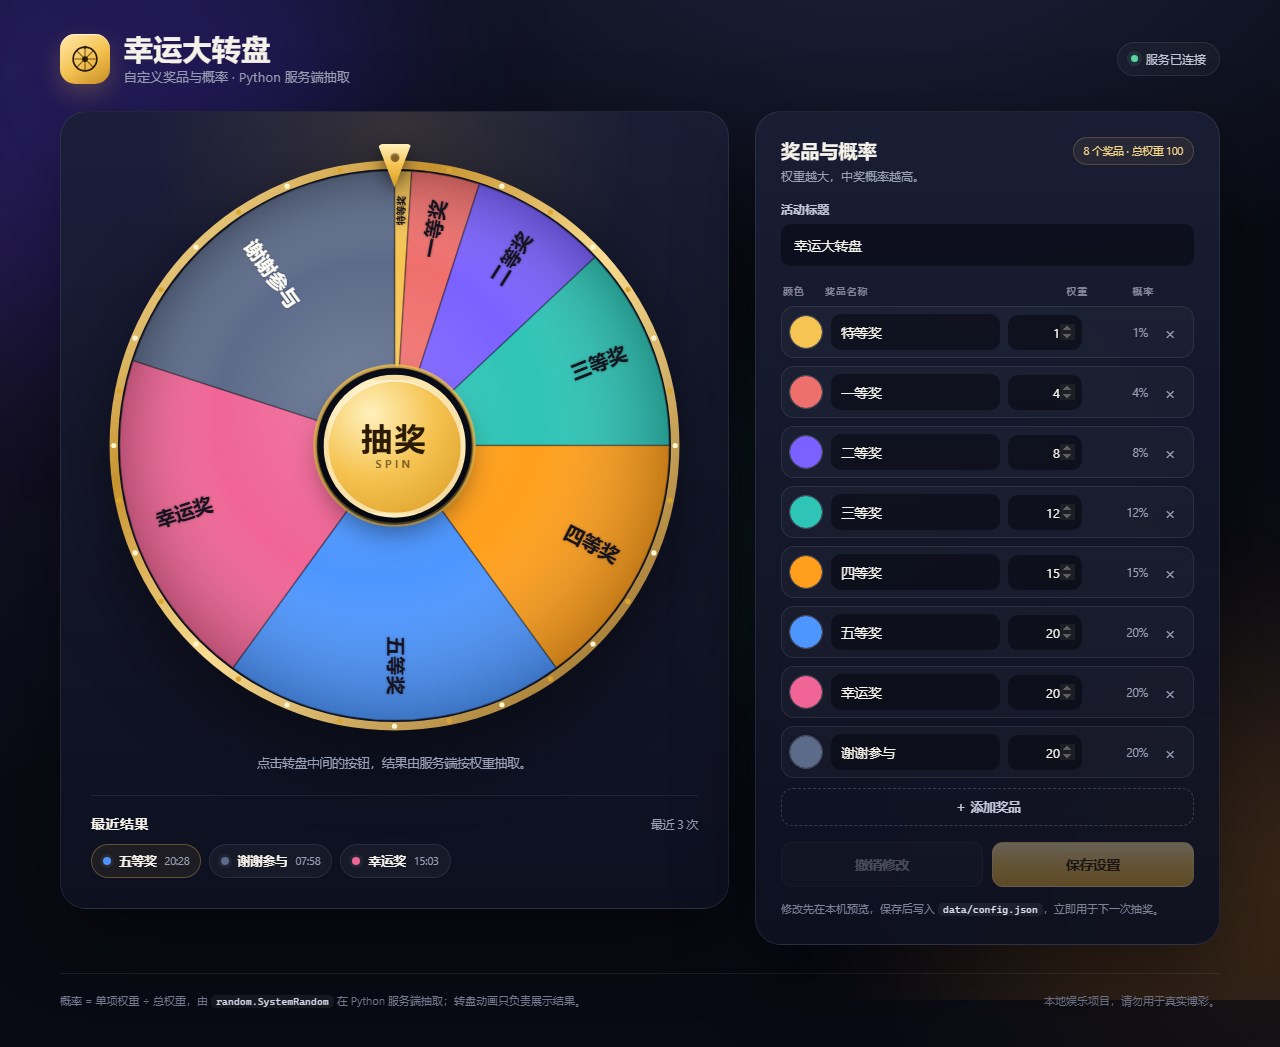 幸运大转盘
自定义奖品与概率 · Python 服务端抽取
服务已连接
特等奖
一等奖
二等奖
三等奖
四等奖
五等奖
幸运奖
谢谢参与
抽奖
SPIN
点击转盘中间的按钮，结果由服务端按权重抽取。
最近结果
最近 3 次
五等奖 20:28
谢谢参与 07:58
幸运奖 15:03
奖品与概率
8 个奖品 · 总权重 100
权重越大，中奖概率越高。
活动标题
幸运大转盘
颜色 奖品名称 权重 概率
特等奖 1 1% ×
一等奖 4 4% ×
二等奖 8 8% ×
三等奖 12 12% ×
四等奖 15 15% ×
五等奖 20 20% ×
幸运奖 20 20% ×
谢谢参与 20 20% ×
+ 添加奖品
撤销修改
保存设置
修改先在本机预览，保存后写入 data/config.json，立即用于下一次抽奖。
概率 = 单项权重 ÷ 总权重，由 random.SystemRandom 在 Python 服务端抽取；转盘动画只负责展示结果。
本地娱乐项目，请勿用于真实博彩。